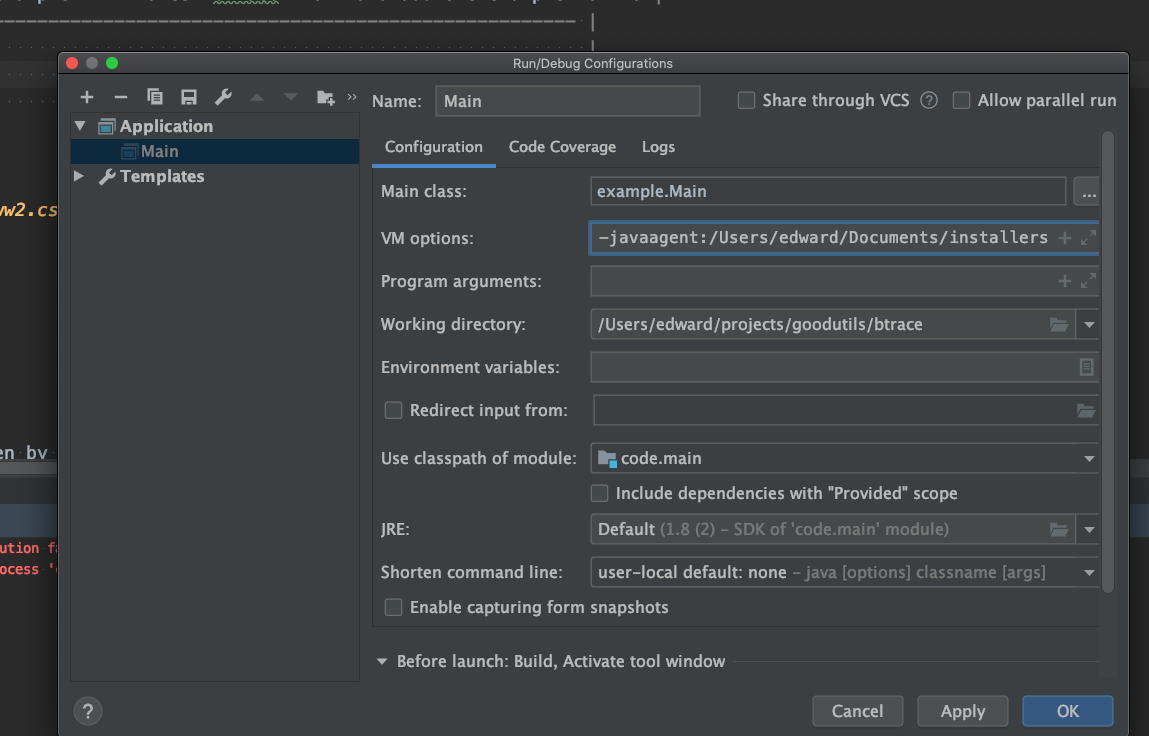 Run/Debug Configurations
Name: Main Share through VCS ? Allow parallel run
Application
Main
Templates
Configuration Code Coverage Logs
Main class: example.Main ...
VM options: -javaagent:/Users/edward/Documents/installers
Program arguments:
Working directory: /Users/edward/projects/goodutils/btrace
Environment variables:
Redirect input from:
Use classpath of module: code.main
Include dependencies with "Provided" scope
JRE: Default (1.8 (2) – SDK of 'code.main' module)
Shorten command line: user-local default: none – java [options] classname [args]
Enable capturing form snapshots
Before launch: Build, Activate tool window
? Cancel Apply OK
w2.cs
en by
ution fa
ocess '